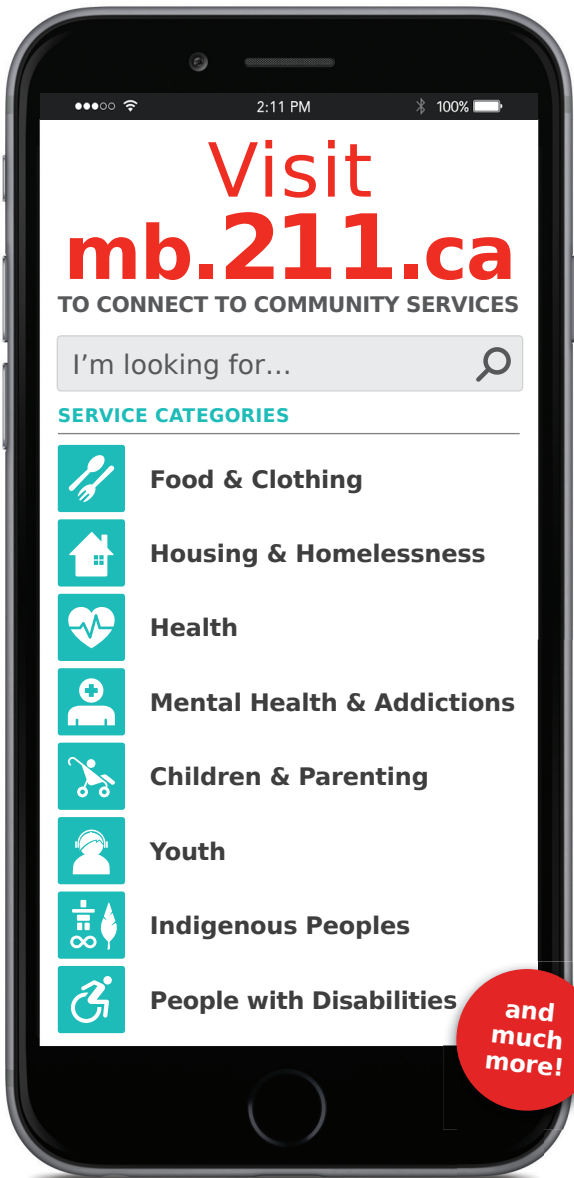 2:11 PM 100%
Visit
mb.211.ca
TO CONNECT TO COMMUNITY SERVICES
I'm looking for...
SERVICE CATEGORIES
Food & Clothing
Housing & Homelessness
Health
Mental Health & Addictions
Children & Parenting
Youth
Indigenous Peoples
People with Disabilities
and
much
more!